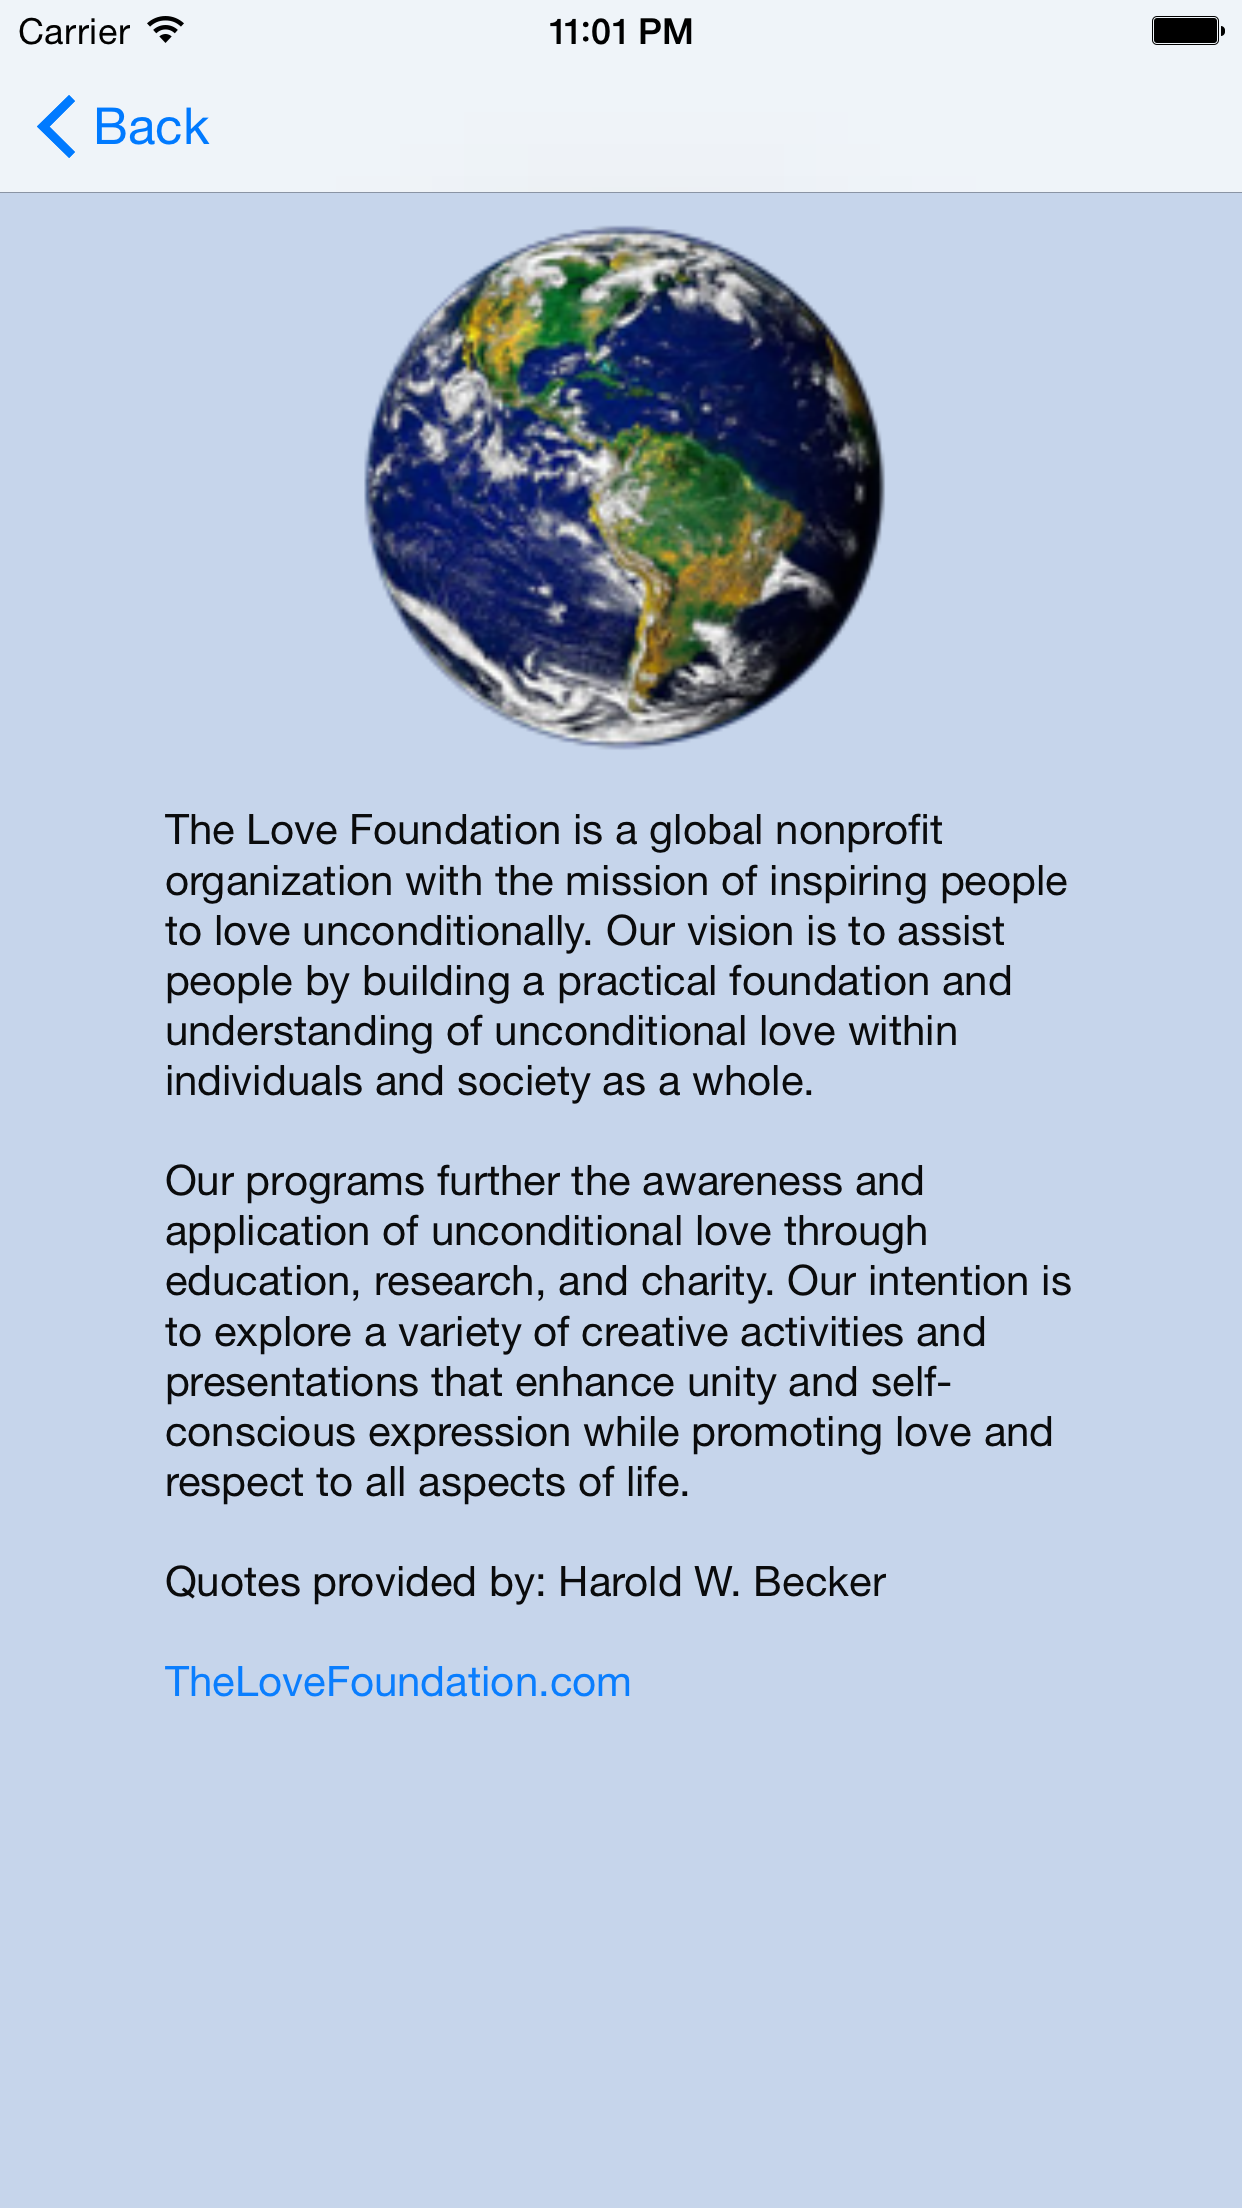 Carrier
11:01 PM
Back
The Love Foundation is a global nonprofit
organization with the mission of inspiring people
to love unconditionally. Our vision is to assist
people by building a practical foundation and
understanding of unconditional love within
individuals and society as a whole.
Our programs further the awareness and
application of unconditional love through
education, research, and charity. Our intention is
to explore a variety of creative activities and
presentations that enhance unity and self-
conscious expression while promoting love and
respect to all aspects of life.
Quotes provided by: Harold W. Becker
TheLoveFoundation.com